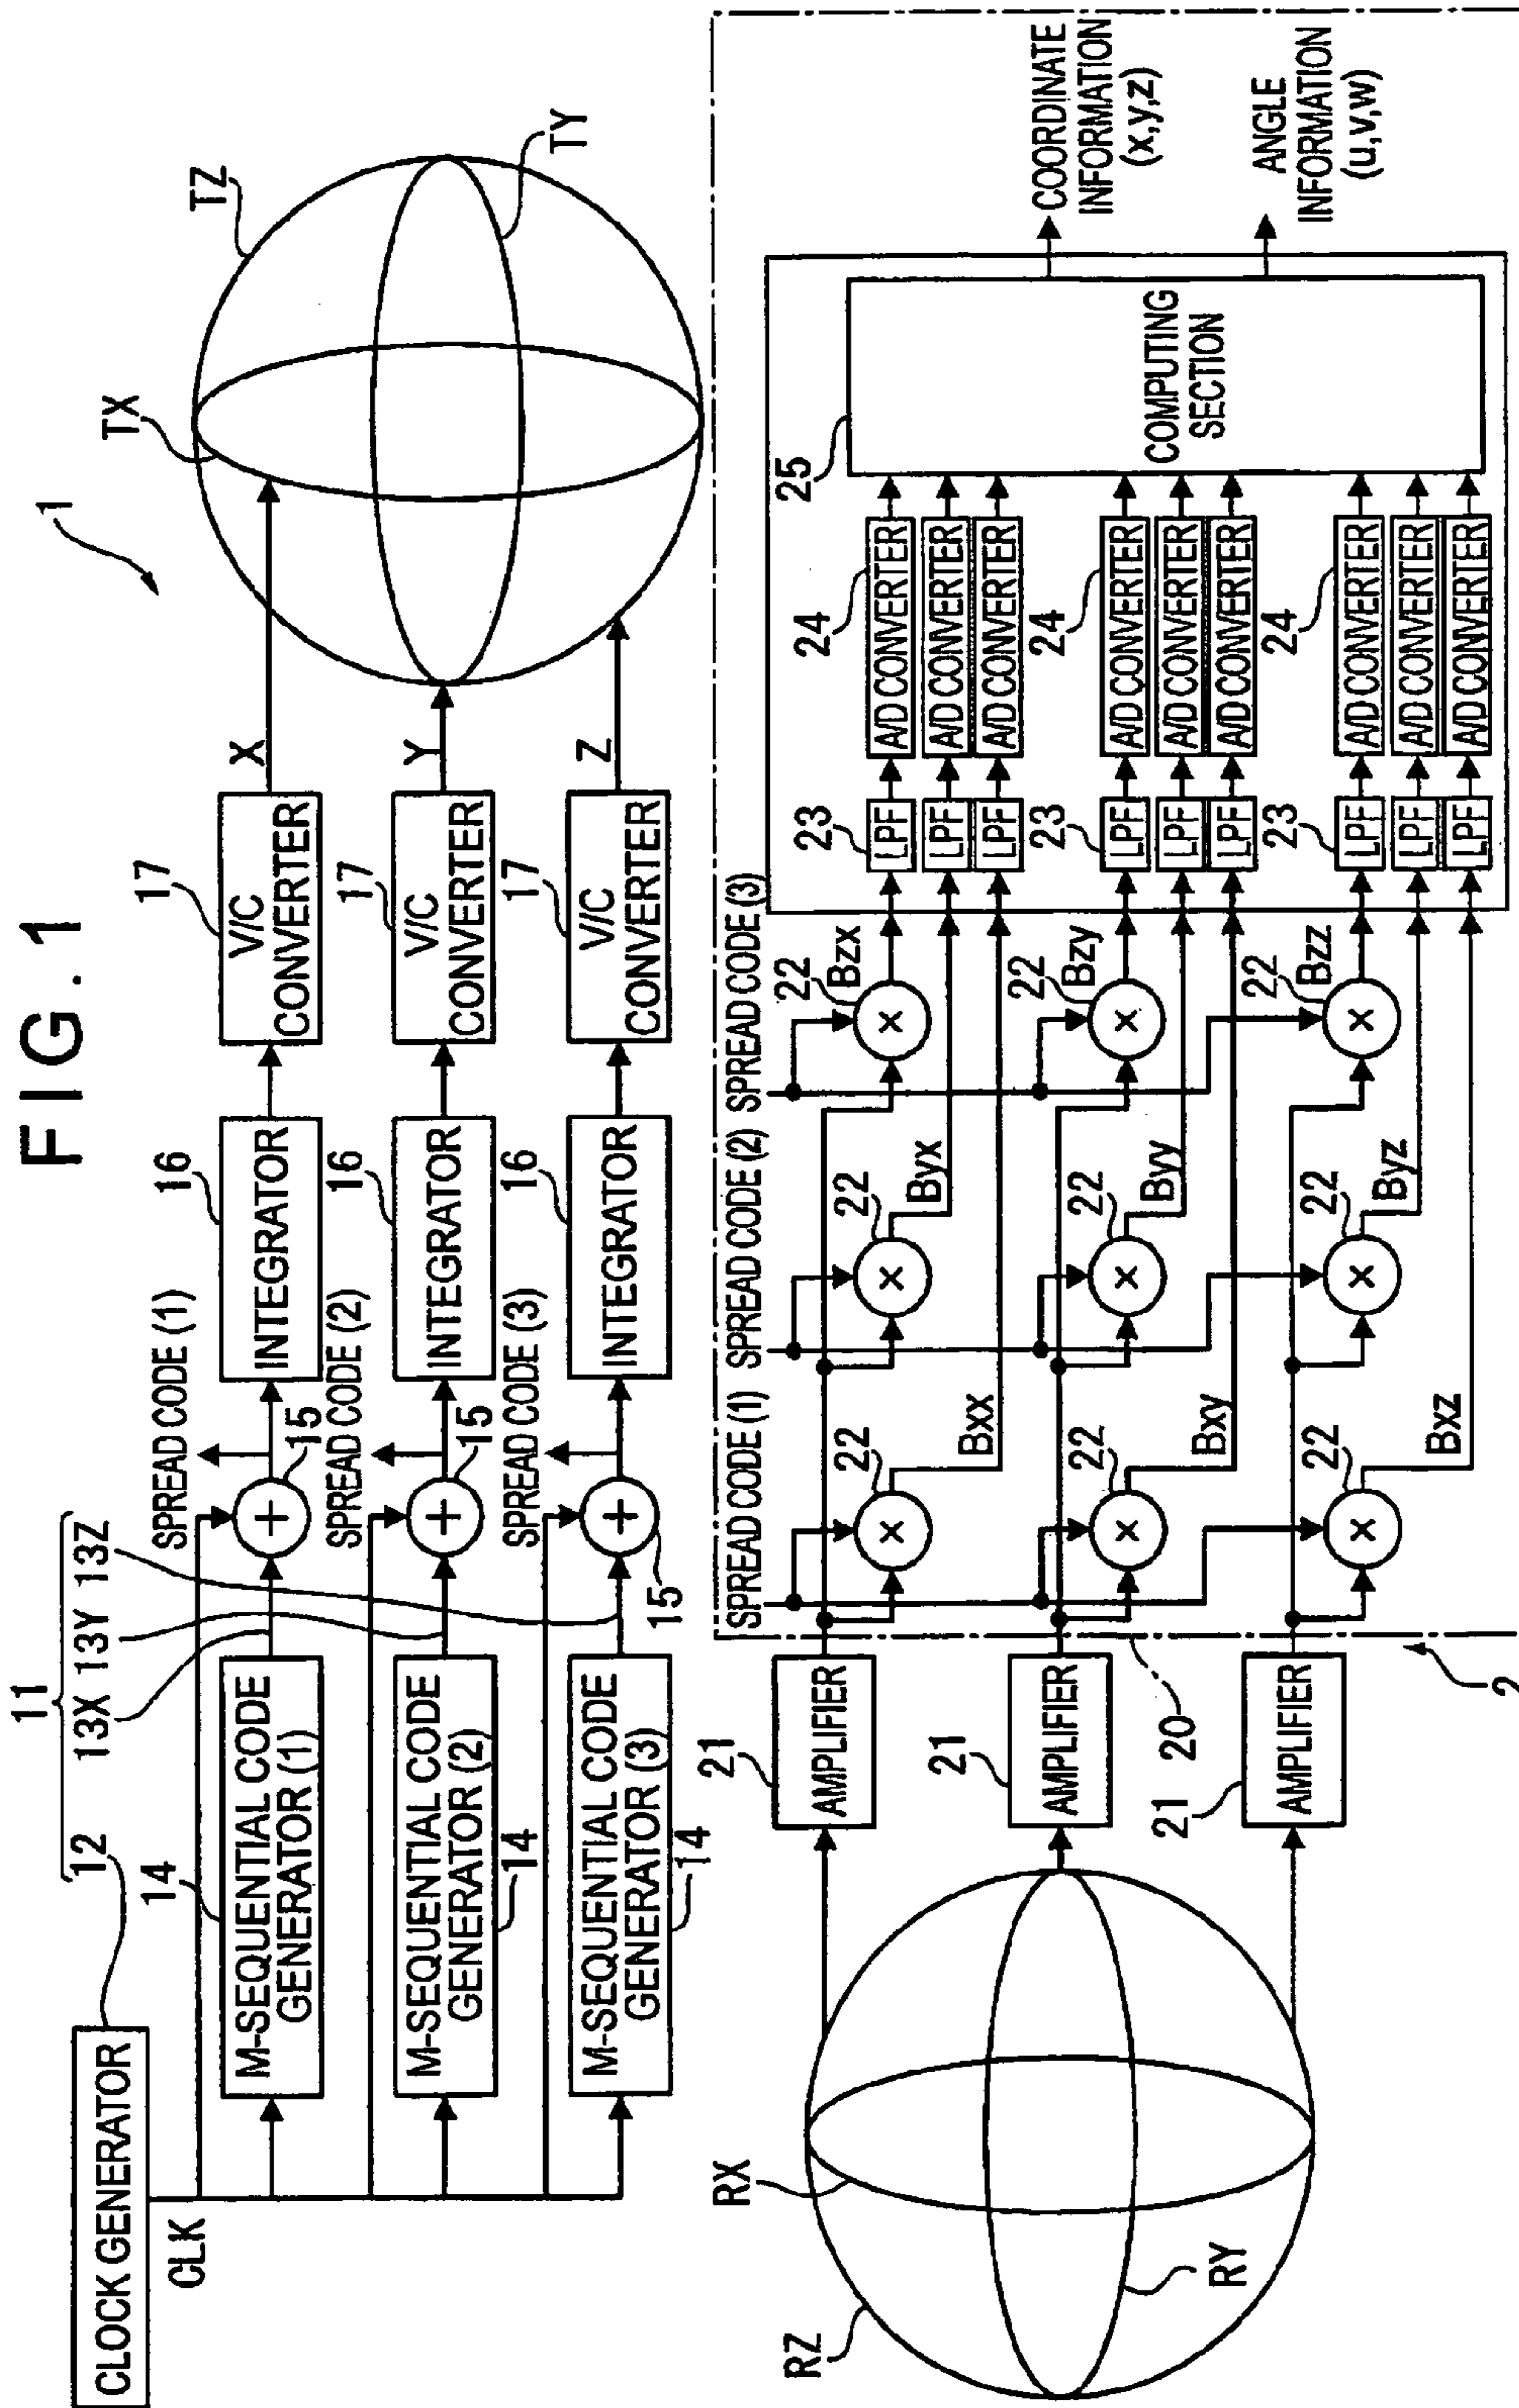 FIG. 1
1
CLOCK GENERATOR
CLK
11
12
13X
13Y
13Z
14
M-SEQUENTIAL CODE
GENERATOR (1)
15
SPREAD CODE (1)
16
INTEGRATOR
17
V/C
CONVERTER
X
M-SEQUENTIAL CODE
GENERATOR (2)
14
15
SPREAD CODE (2)
16
INTEGRATOR
17
V/C
CONVERTER
Y
M-SEQUENTIAL CODE
GENERATOR (3)
14
15
SPREAD CODE (3)
16
INTEGRATOR
17
V/C
CONVERTER
Z
TX
TZ
TY
RZ
RX
RY
21
AMPLIFIER
21
AMPLIFIER
21
AMPLIFIER
20
2
SPREAD CODE (1)
SPREAD CODE (2)
SPREAD CODE (3)
22
Bxx
22
Byx
22
Bzx
22
Bxy
22
Byy
22
Bzy
22
Bxz
22
Byz
22
Bzz
23
LPF
LPF
LPF
23
LPF
LPF
LPF
23
LPF
LPF
LPF
24
A/D CONVERTER
A/D CONVERTER
A/D CONVERTER
24
A/D CONVERTER
A/D CONVERTER
A/D CONVERTER
24
A/D CONVERTER
A/D CONVERTER
A/D CONVERTER
25
COMPUTING
SECTION
COORDINATE
INFORMATION
(x,y,z)
ANGLE
INFORMATION
(u,v,w)